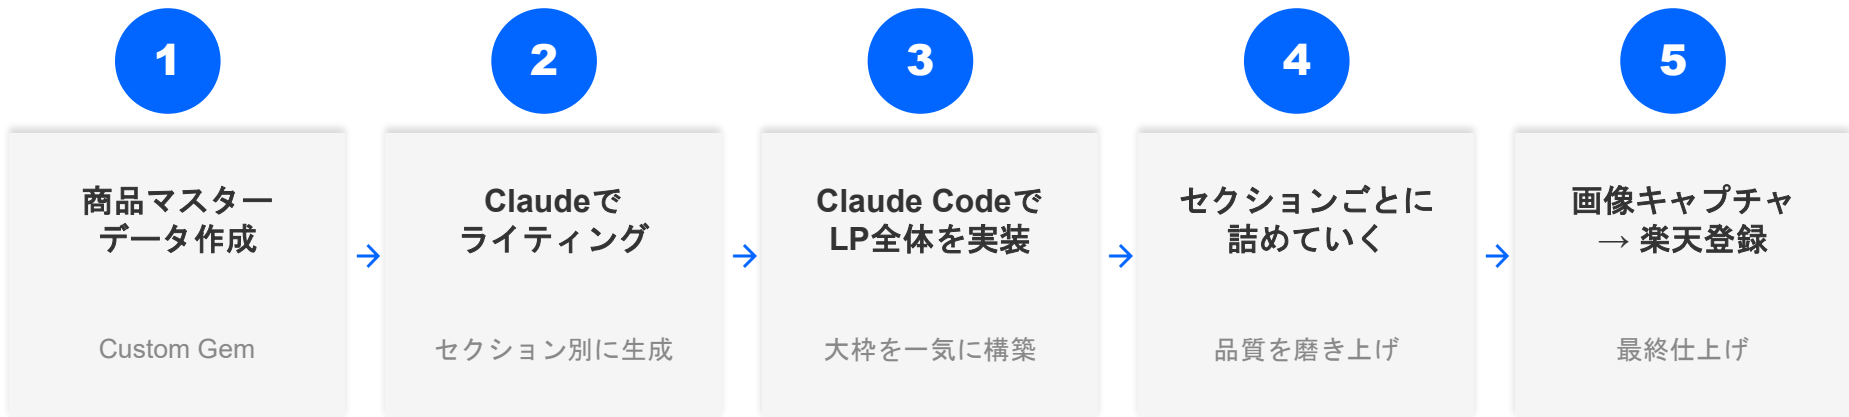 1
商品マスター
データ作成
Custom Gem
2
Claudeで
ライティング
セクション別に生成
3
Claude Codeで
LP全体を実装
大枠を一気に構築
4
セクションごとに
詰めていく
品質を磨き上げ
5
画像キャプチャ
→ 楽天登録
最終仕上げ